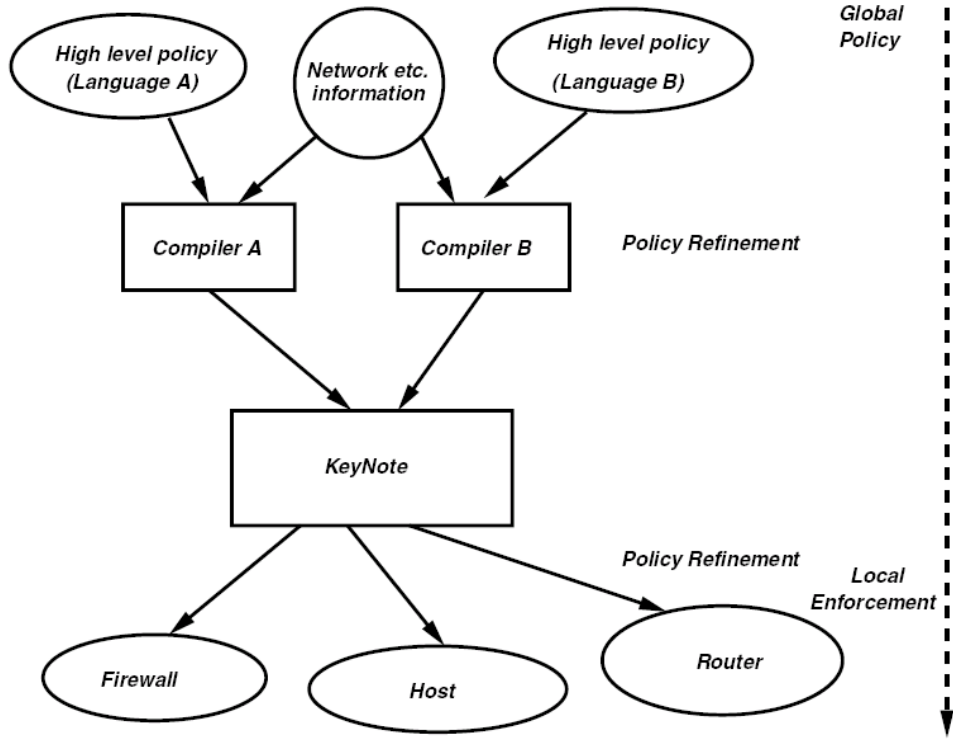 High level policy
(Language A)
Network etc.
information
High level policy
(Language B)
Global
Policy
Compiler A
Compiler B
Policy Refinement
KeyNote
Policy Refinement
Local
Enforcement
Firewall
Host
Router